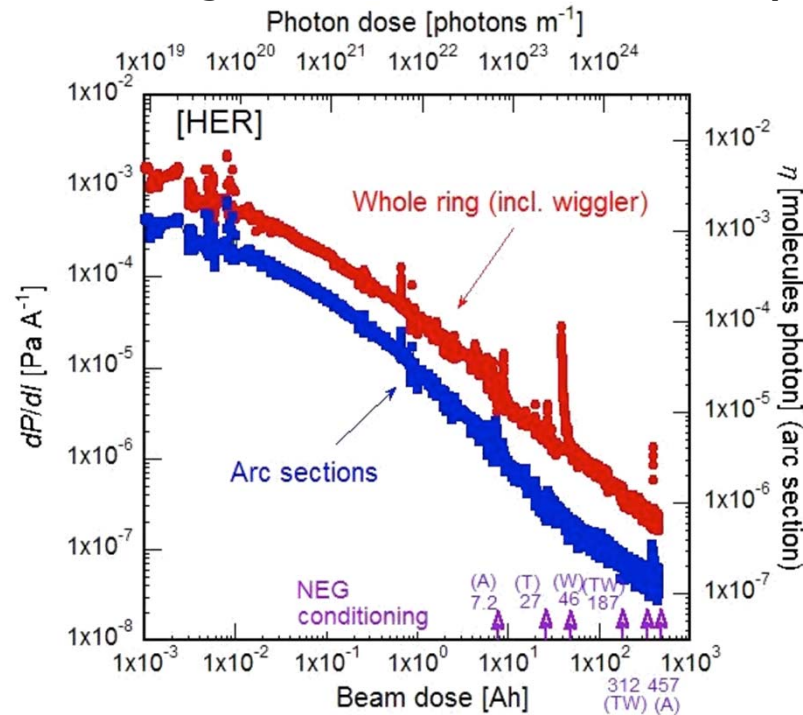 Photon dose [photons m⁻¹]
1x10¹⁹ 1x10²⁰ 1x10²¹ 1x10²² 1x10²³ 1x10²⁴
1x10⁻²
1x10⁻³
1x10⁻⁴
1x10⁻⁵
1x10⁻⁶
1x10⁻⁷
1x10⁻⁸
dP/dI [Pa A⁻¹]
[HER]
Whole ring (incl. wiggler)
Arc sections
NEG
conditioning
(A)
7.2
(T)
27
(W)
46
(TW)
187
1x10⁻²
1x10⁻³
1x10⁻⁴
1x10⁻⁵
1x10⁻⁶
1x10⁻⁷
η [molecules photon] (arc section)
1x10⁻³ 1x10⁻² 1x10⁻¹ 1x10⁰ 1x10¹ 1x10² 1x10³
Beam dose [Ah]
312 457
(TW) (A)